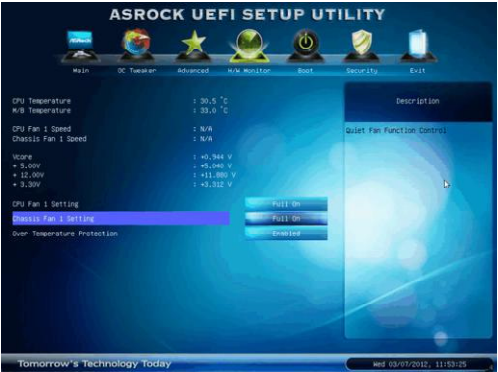 ASROCK UEFI SETUP UTILITY
Main OC Tweaker Advanced H/W Monitor Boot Security Exit
CPU Temperature : 30.5 °C
M/B Temperature : 33.0 °C
CPU Fan 1 Speed : N/A
Chassis Fan 1 Speed : N/A
Vcore : +0.944 V
+ 5.00V : +5.040 V
+ 12.00V : +11.880 V
+ 3.30V : +3.312 V
CPU Fan 1 Setting Full On
Chassis Fan 1 Setting Full On
Over Temperature Protection Enabled
Description
Quiet Fan Function Control
Tomorrow's Technology Today
Wed 03/07/2012, 11:53:25